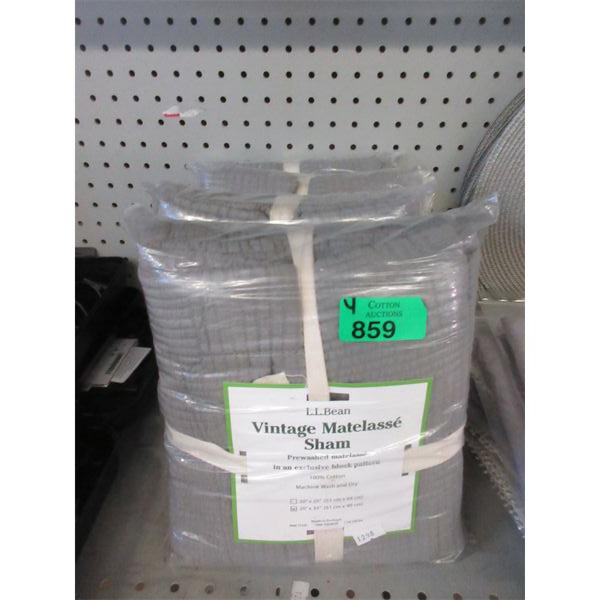 4
COTTON
AUCTIONS
859
L.L.Bean
Vintage Matelassé
Sham
Prewashed matelassé
in an exclusive block pattern
100% Cotton
Machine Wash and Dry
1298